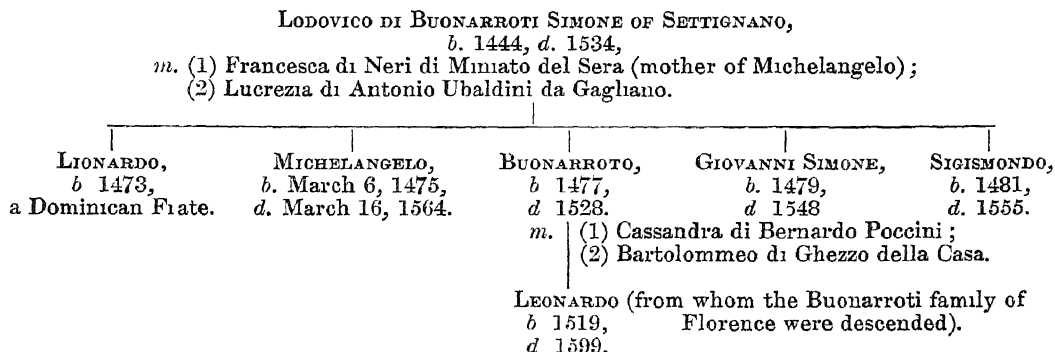 LODOVICO DI BUONARROTI SIMONE OF SETTIGNANO,
b. 1444, d. 1534,
m. (1) Francesca di Neri di Miniato del Sera (mother of Michelangelo);
(2) Lucrezia di Antonio Ubaldini da Gagliano.
LIONARDO,
b 1473,
a Dominican Frate.
MICHELANGELO,
b. March 6, 1475,
d. March 16, 1564.
BUONARROTO,
b 1477,
d 1528.
m. (1) Cassandra di Bernardo Poccini;
(2) Bartolommeo di Ghezzo della Casa.
LEONARDO (from whom the Buonarroti family of
b 1519, Florence were descended).
d 1599.
GIOVANNI SIMONE,
b. 1479,
d 1548
SIGISMONDO,
b. 1481,
d. 1555.